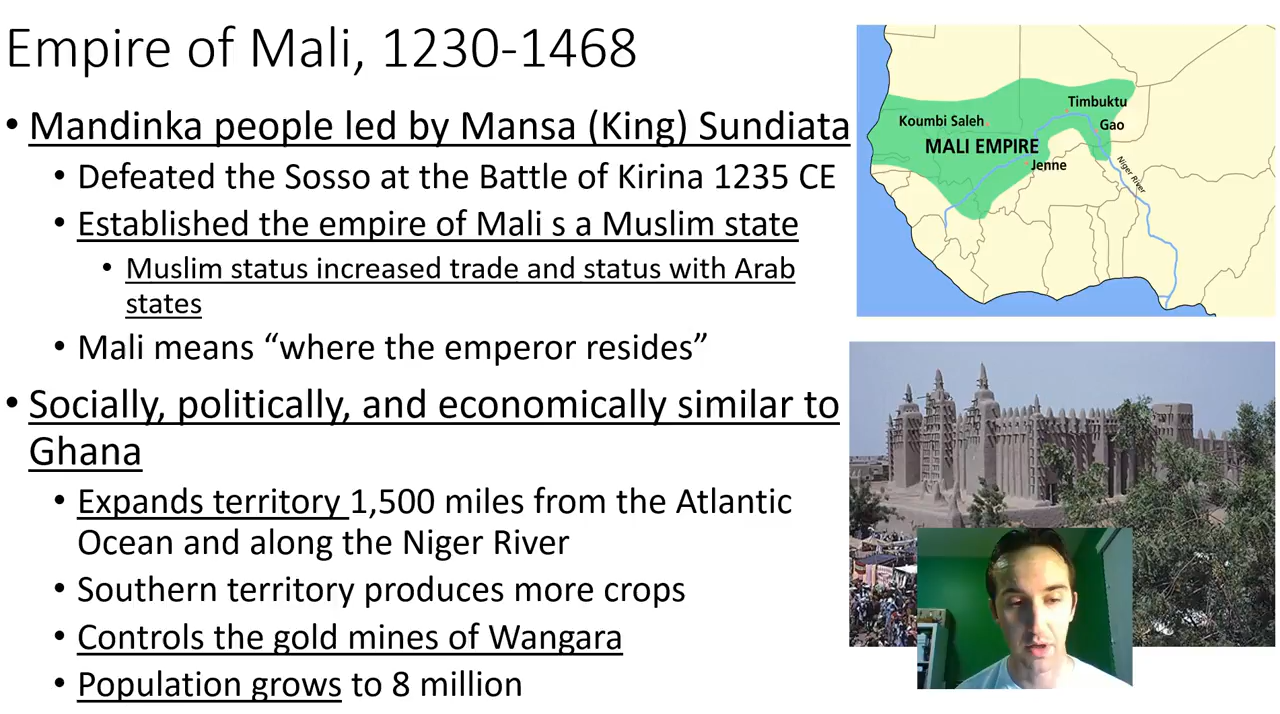 Empire of Mali, 1230-1468
• Mandinka people led by Mansa (King) Sundiata
• Defeated the Sosso at the Battle of Kirina 1235 CE
• Established the empire of Mali s a Muslim state
• Muslim status increased trade and status with Arab
states
• Mali means “where the emperor resides”
• Socially, politically, and economically similar to
Ghana
• Expands territory 1,500 miles from the Atlantic
Ocean and along the Niger River
• Southern territory produces more crops
• Controls the gold mines of Wangara
• Population grows to 8 million
Timbuktu
Koumbi Saleh
Gao
MALI EMPIRE
Jenne
Niger River